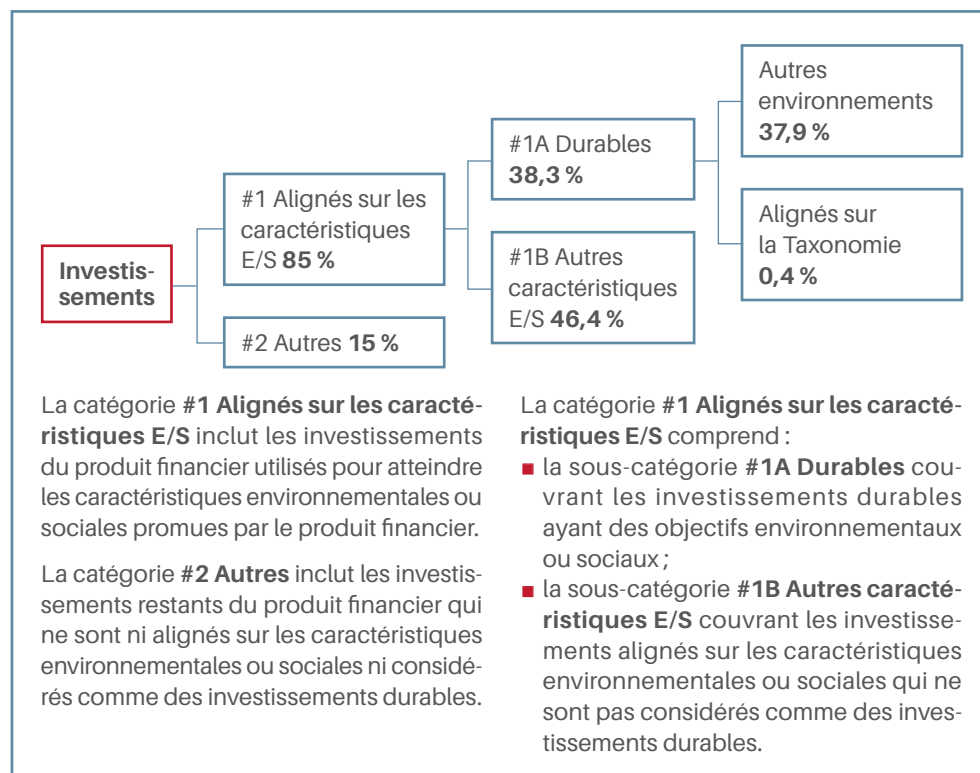 Investis-
sements
#1 Alignés sur les
caractéristiques
E/S 85 %
#2 Autres 15 %
#1A Durables
38,3 %
#1B Autres
caractéristiques
E/S 46,4 %
Autres
environnements
37,9 %
Alignés sur
la Taxonomie
0,4 %
La catégorie #1 Alignés sur les caracté-
ristiques E/S inclut les investissements
du produit financier utilisés pour atteindre
les caractéristiques environnementales ou
sociales promues par le produit financier.
La catégorie #2 Autres inclut les investis-
sements restants du produit financier qui
ne sont ni alignés sur les caractéristiques
environnementales ou sociales ni considé-
rés comme des investissements durables.
La catégorie #1 Alignés sur les caracté-
ristiques E/S comprend :
■ la sous-catégorie #1A Durables cou-
vrant les investissements durables
ayant des objectifs environnementaux
ou sociaux ;
■ la sous-catégorie #1B Autres caracté-
ristiques E/S couvrant les investisse-
ments alignés sur les caractéristiques
environnementales ou sociales qui ne
sont pas considérés comme des inves-
tissements durables.